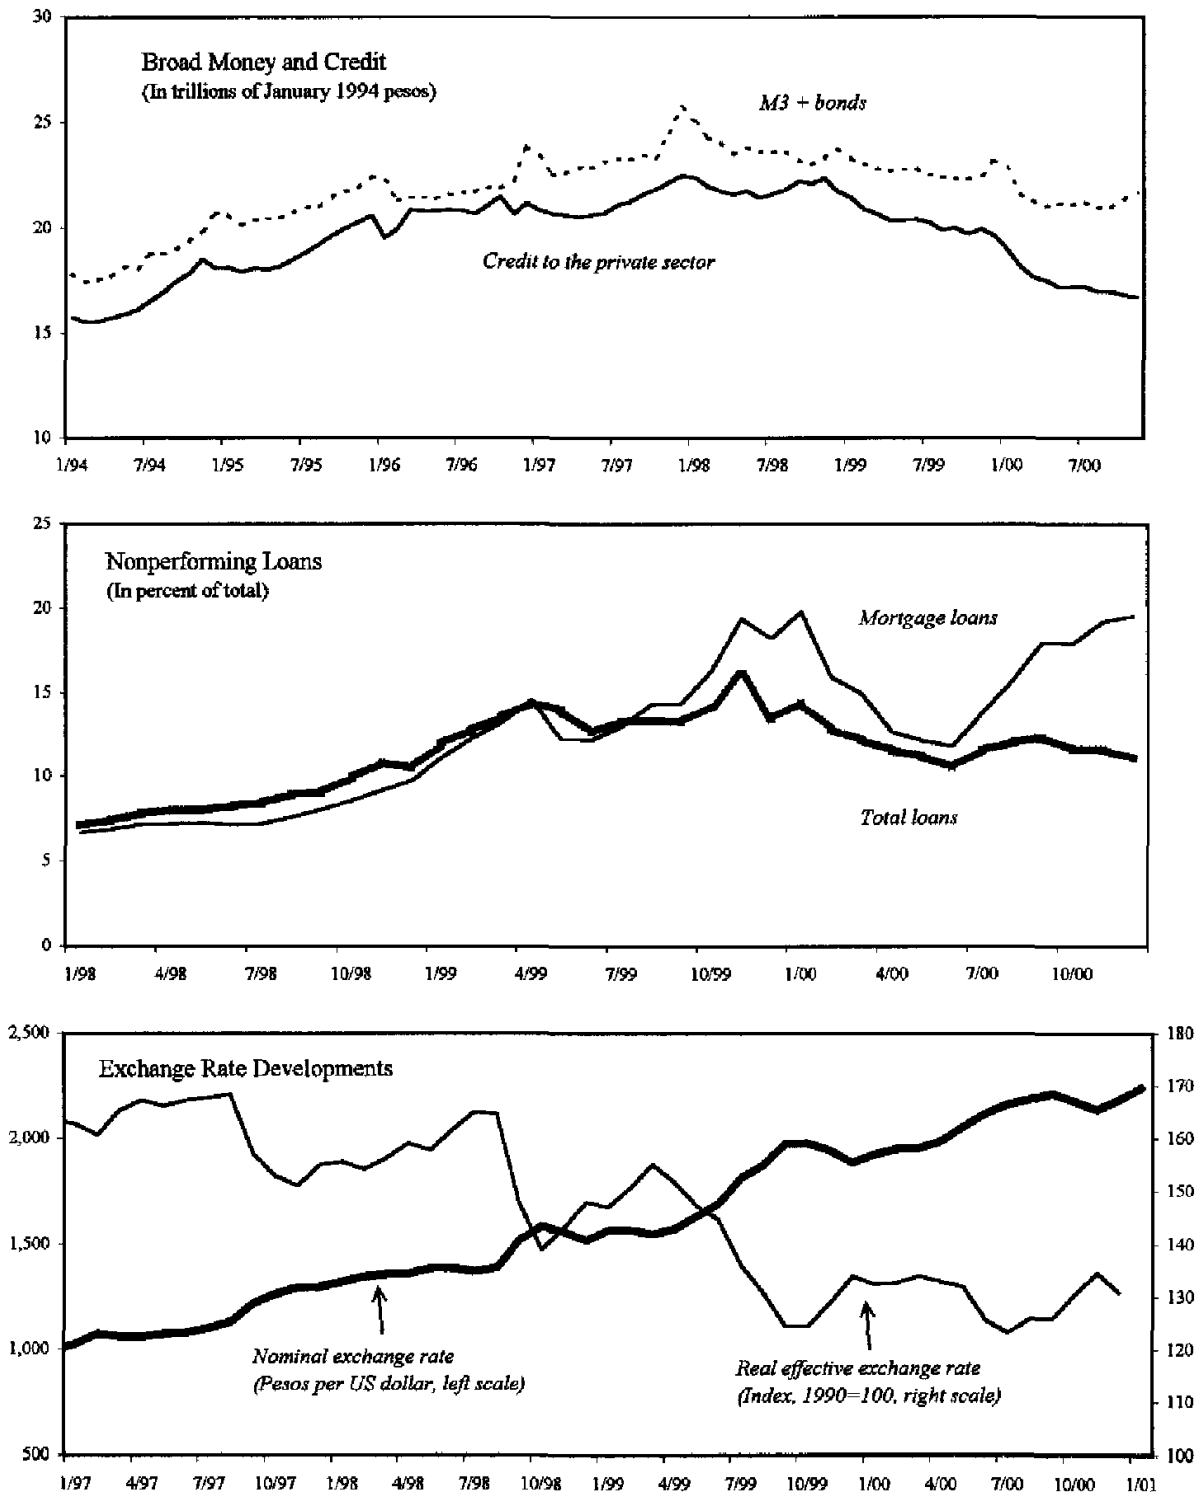 30
Broad Money and Credit
(In trillions of January 1994 pesos)
M3 + bonds
25
20
Credit to the private sector
15
10
1/94 7/94 1/95 7/95 1/96 7/96 1/97 7/97 1/98 7/98 1/99 7/99 1/00 7/00
25
Nonperforming Loans
(In percent of total)
20
Mortgage loans
15
10
Total loans
5
0
1/98 4/98 7/98 10/98 1/99 4/99 7/99 10/99 1/00 4/00 7/00 10/00
2,500 180
Exchange Rate Developments
170
2,000 160
150
1,500 140
130
1,000 120
Nominal exchange rate
(Pesos per US dollar, left scale)
Real effective exchange rate
(Index, 1990=100, right scale)
110
500 100
1/97 4/97 7/97 10/97 1/98 4/98 7/98 10/98 1/99 4/99 7/99 10/99 1/00 4/00 7/00 10/00 1/01